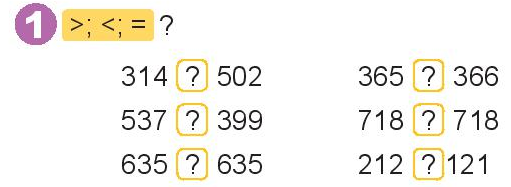 1 >; <; = ?
314 ? 502 365 ? 366
537 ? 399 718 ? 718
635 ? 635 212 ? 121